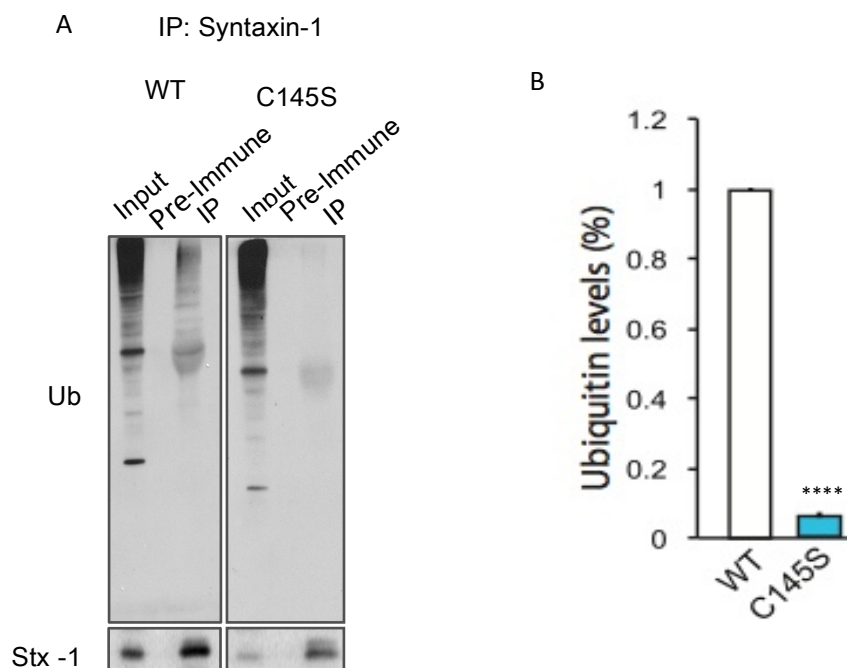 A
IP: Syntaxin-1
WT
C145S
Input
Pre-Immune
IP
Input
Pre-Immune
IP
Ub
Stx -1
B
Ubiquitin levels (%)
1.2
1
0.8
0.6
0.4
0.2
0
****
WT
C145S